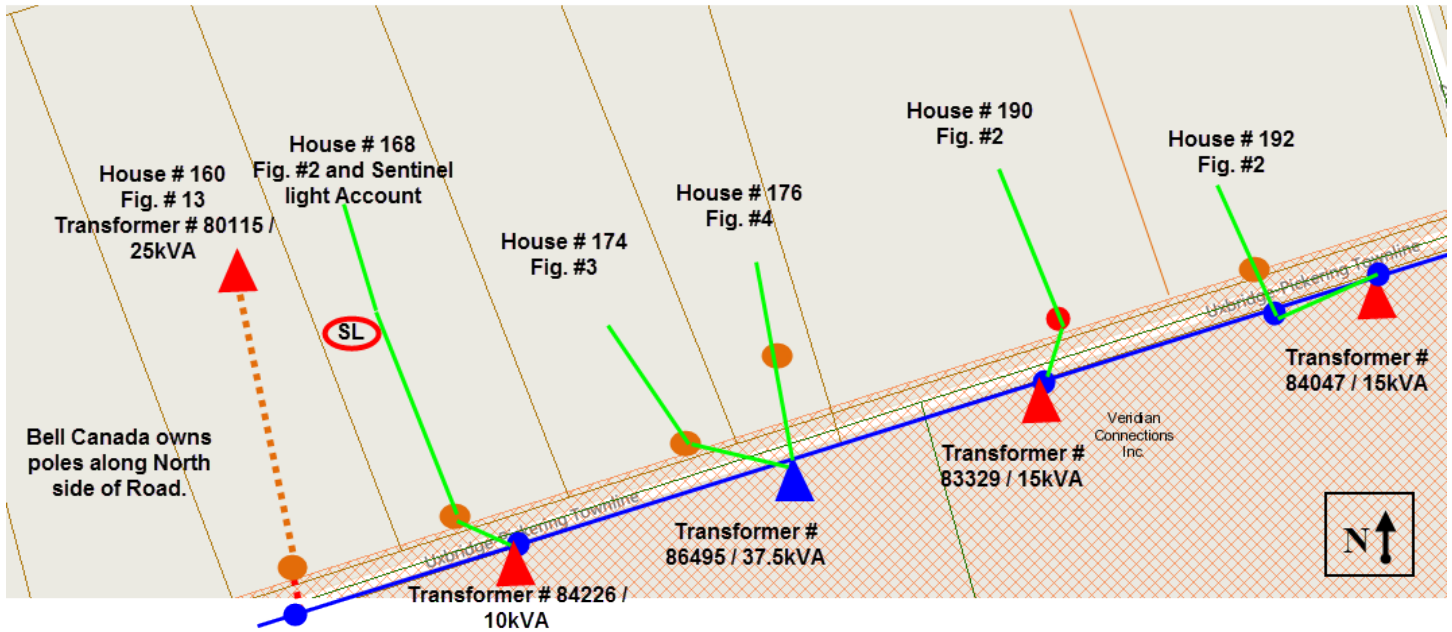 House # 160
Fig. # 13
Transformer # 80115 /
25kVA
House # 168
Fig. #2 and Sentinel
light Account
SL
House # 174
Fig. #3
House # 176
Fig. #4
House # 190
Fig. #2
House # 192
Fig. #2
Bell Canada owns
poles along North
side of Road.
Uxbridge-Pickering Townline
Uxbridge-Pickering Townline
Transformer # 84226 /
10kVA
Transformer #
86495 / 37.5kVA
Transformer #
83329 / 15kVA
Veridian
Connections
Inc.
Transformer #
84047 / 15kVA
N